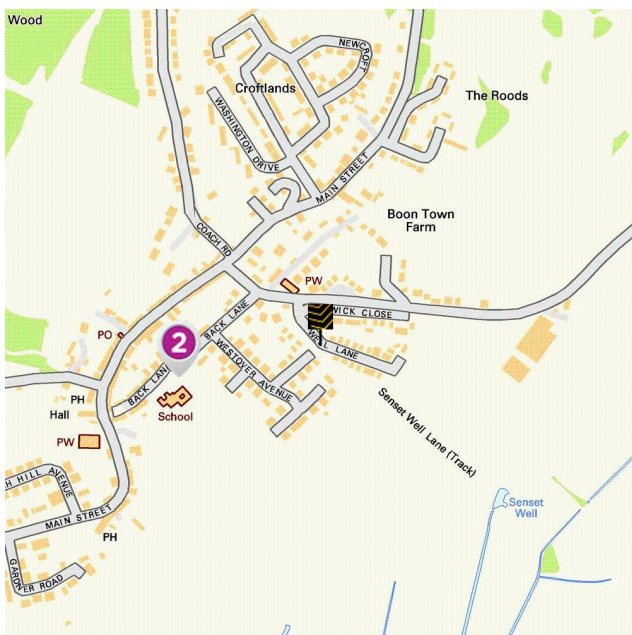 Wood
NEWCROFT
Croftlands
The Roods
WASHINGTON DRIVE
MAIN STREET
Boon Town
Farm
COACH RD
PW
WICK CLOSE
BACK LANE
PO
2
WELL LANE
WESTOVER AVENUE
BACK LANE
PH
School
Hall
Senset Well Lane (Track)
PW
H HILL AVENUE
Senset
Well
MAIN STREET
PH
GARDNER ROAD